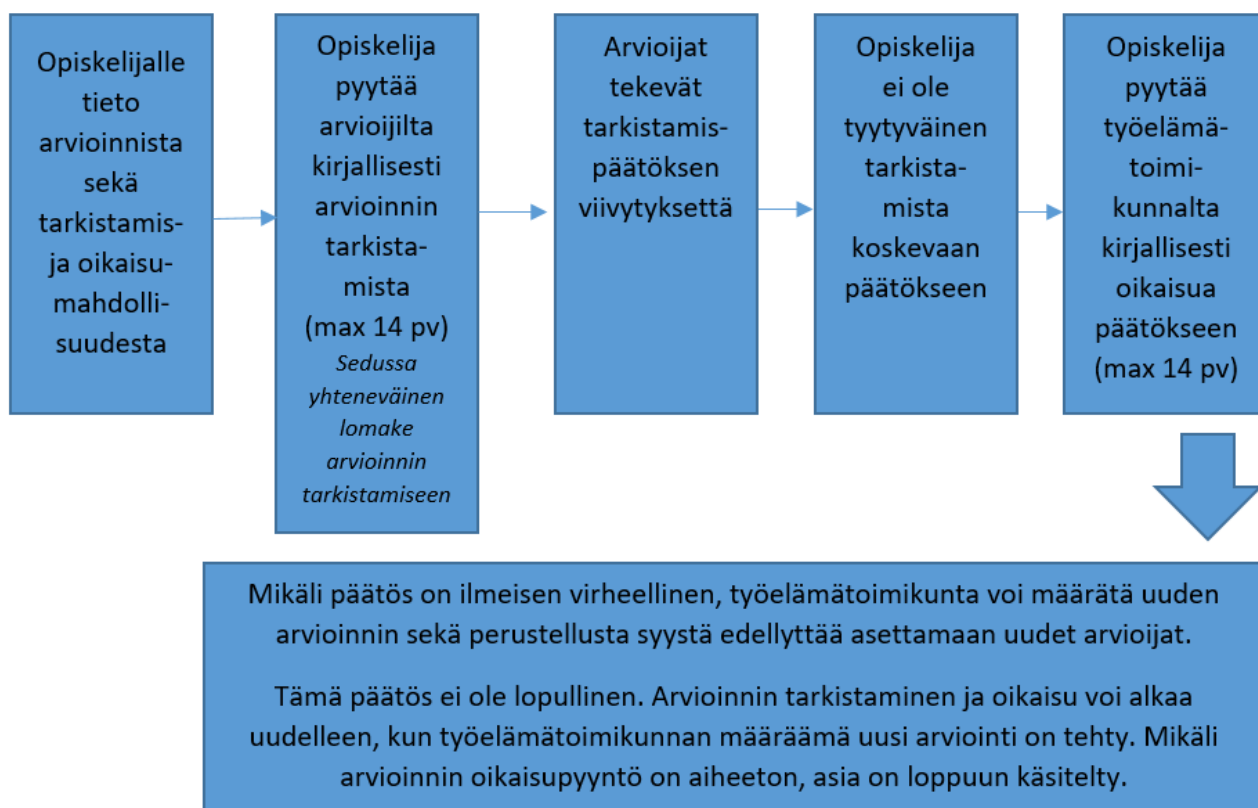 Opiskelijalle
tieto
arvioinnista
sekä
tarkistamis-
ja oikaisu-
mahdolli-
suudesta
Opiskelija
pyytää
arvioijilta
kirjallisesti
arvioinnin
tarkista-
mista
(max 14 pv)
Sedussa
yhteneväinen
lomake
arvioinnin
tarkistamiseen
Arvioijat
tekevät
tarkistamis-
päätöksen
viivytyksettä
Opiskelija
ei ole
tyytyväinen
tarkista-
mista
koskevaan
päätökseen
Opiskelija
pyytää
työelämä-
toimi-
kunnalta
kirjallisesti
oikaisua
päätökseen
(max 14 pv)
Mikäli päätös on ilmeisen virheellinen, työelämätoimikunta voi määrätä uuden
arvioinnin sekä perustellusta syystä edellyttää asettamaan uudet arvioijat.
Tämä päätös ei ole lopullinen. Arvioinnin tarkistaminen ja oikaisu voi alkaa
uudelleen, kun työelämätoimikunnan määräämä uusi arviointi on tehty. Mikäli
arvioinnin oikaisupyyntö on aiheeton, asia on loppuun käsitelty.